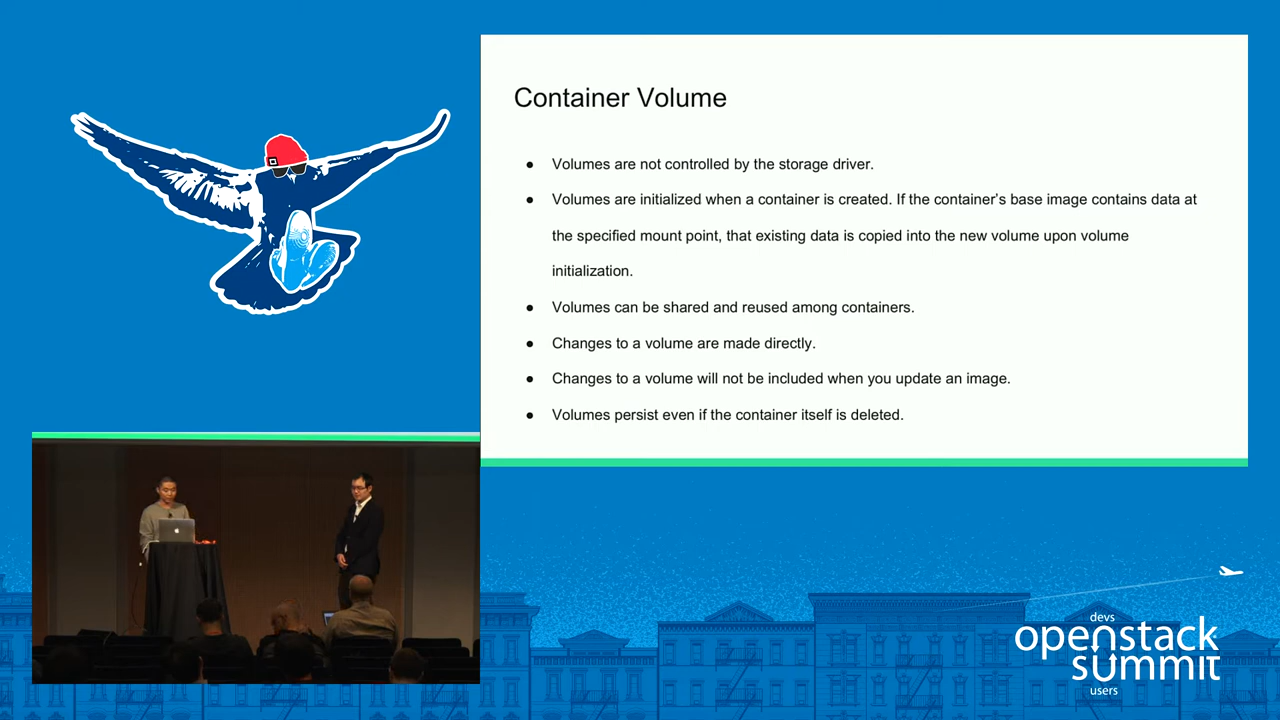 Container Volume
● Volumes are not controlled by the storage driver.
● Volumes are initialized when a container is created. If the container's base image contains data at
the specified mount point, that existing data is copied into the new volume upon volume
initialization.
● Volumes can be shared and reused among containers.
● Changes to a volume are made directly.
● Changes to a volume will not be included when you update an image.
● Volumes persist even if the container itself is deleted.
devs
openstack
summit
users